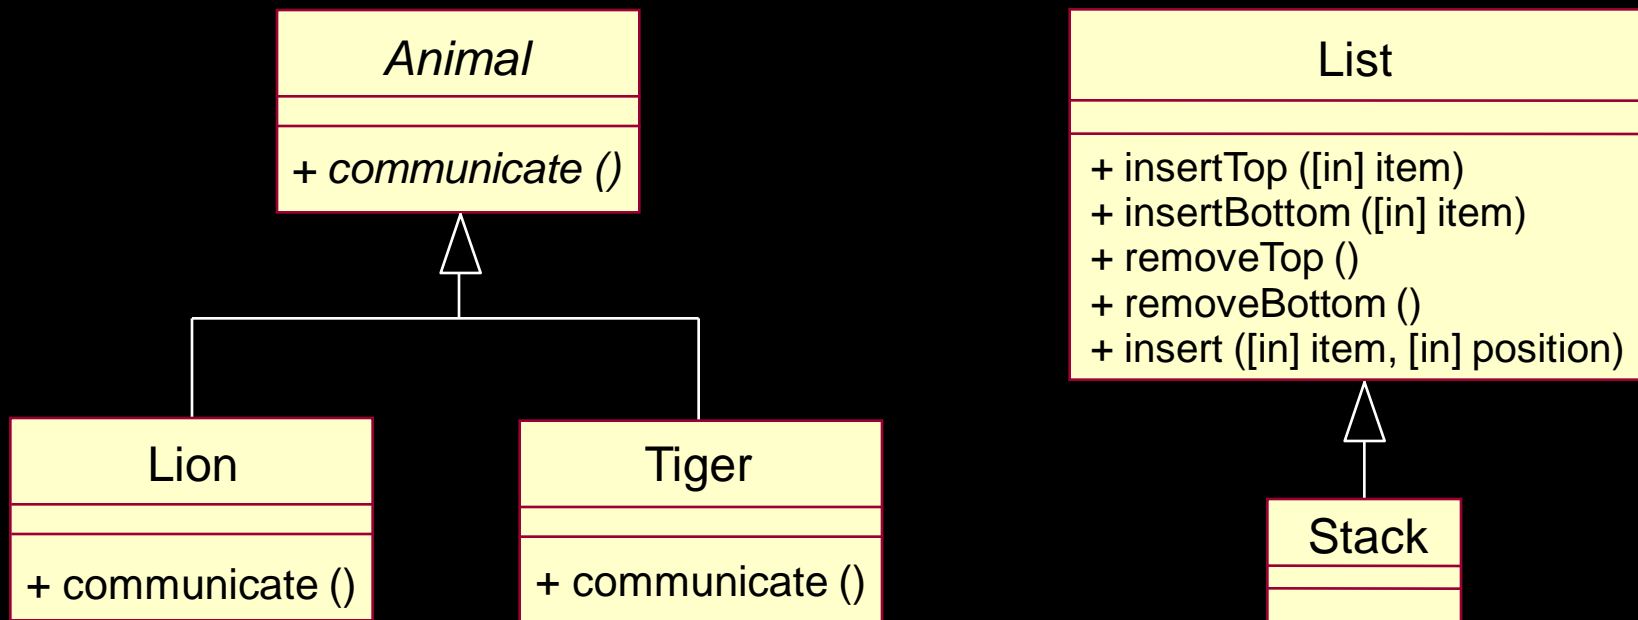 Animal
+ communicate ()
Lion
+ communicate ()
Tiger
+ communicate ()
List
+ insertTop ([in] item)
+ insertBottom ([in] item)
+ removeTop ()
+ removeBottom ()
+ insert ([in] item, [in] position)
Stack